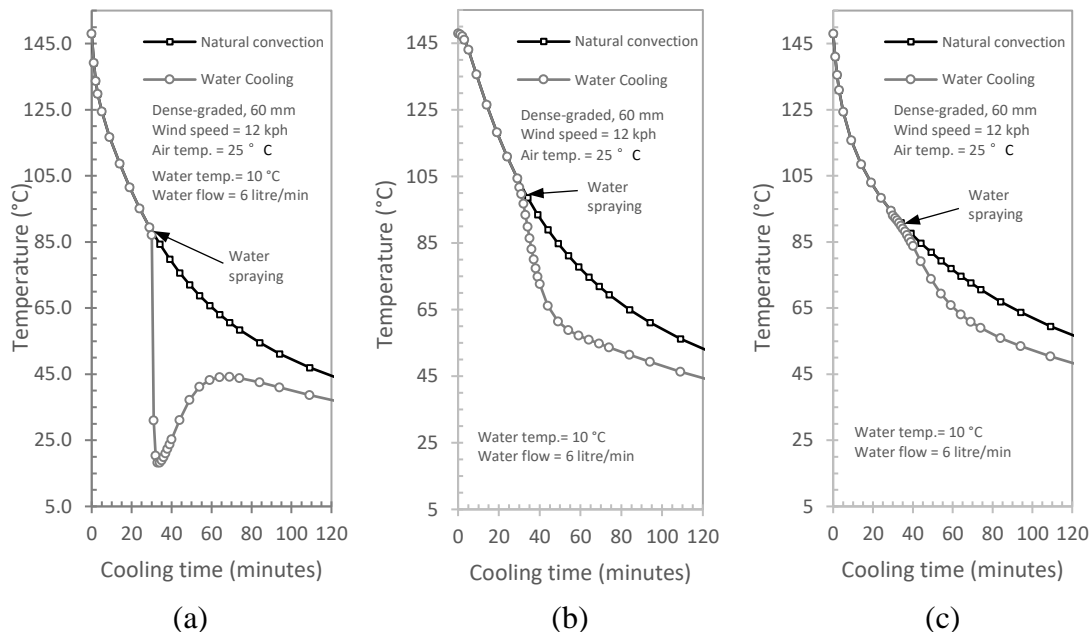 145.0
125.0
105.0
85.0
65.0
45.0
25.0
5.0
Temperature (°C)
Natural convection
Water Cooling
Dense-graded, 60 mm
Wind speed = 12 kph
Air temp. = 25 ° C
Water temp.= 10 °C
Water flow = 6 litre/min
Water
spraying
0 20 40 60 80 100 120
Cooling time (minutes)
(a)
145
125
105
85
65
45
25
5
Temperature (°C)
Natural convection
Water Cooling
Dense-graded, 60 mm
Wind speed = 12 kph
Air temp. = 25 ° C
Water
spraying
Water temp.= 10 °C
Water flow = 6 litre/min
0 20 40 60 80 100 120
Cooling time (minutes)
(b)
145
125
105
85
65
45
25
5
Temperature (°C)
Natural convection
Water Cooling
Dense-graded, 60 mm
Wind speed = 12 kph
Air temp. = 25 ° C
Water
spraying
Water temp.= 10 °C
Water flow = 6 litre/min
0 20 40 60 80 100 120
Cooling time (minutes)
(c)